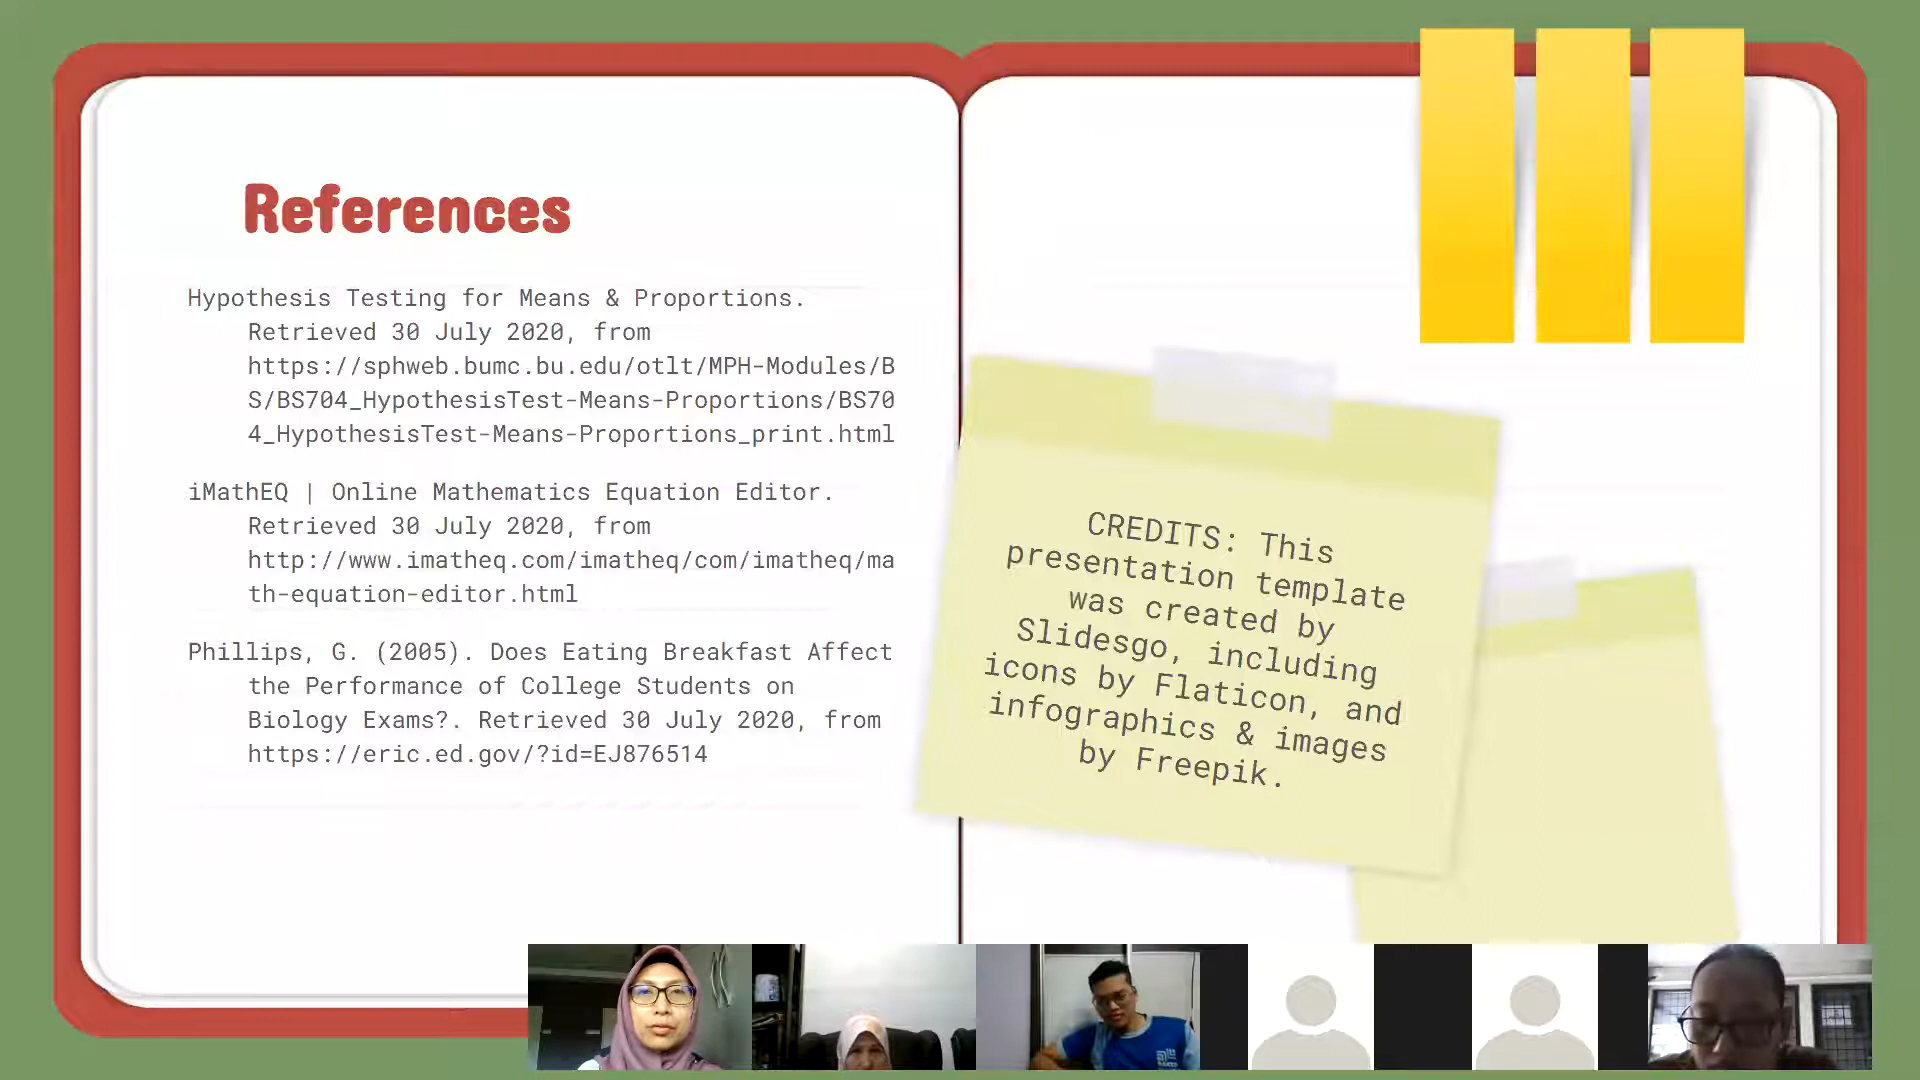 References
Hypothesis Testing for Means & Proportions.
Retrieved 30 July 2020, from
https://sphweb.bumc.bu.edu/otlt/MPH-Modules/B
S/BS704_HypothesisTest-Means-Proportions/BS70
4_HypothesisTest-Means-Proportions_print.html
iMathEQ | Online Mathematics Equation Editor.
Retrieved 30 July 2020, from
http://www.imatheq.com/imatheq/com/imatheq/ma
th-equation-editor.html
Phillips, G. (2005). Does Eating Breakfast Affect
the Performance of College Students on
Biology Exams?. Retrieved 30 July 2020, from
https://eric.ed.gov/?id=EJ876514
CREDITS: This
presentation template
was created by
Slidesgo, including
icons by Flaticon, and
infographics & images
by Freepik.